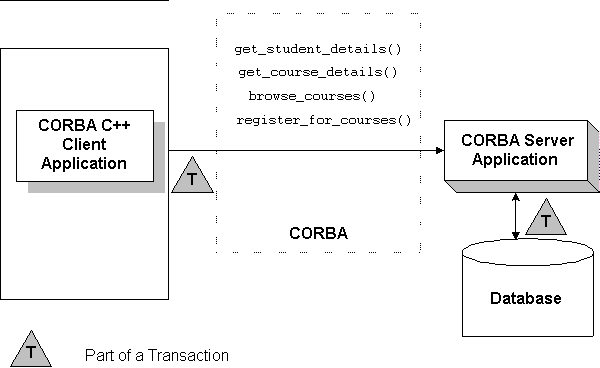 get_student_details()
get_course_details()
browse_courses()
register_for_courses()
CORBA C++
Client
Application
T
CORBA Server
Application
T
CORBA
Database
T
Part of a Transaction